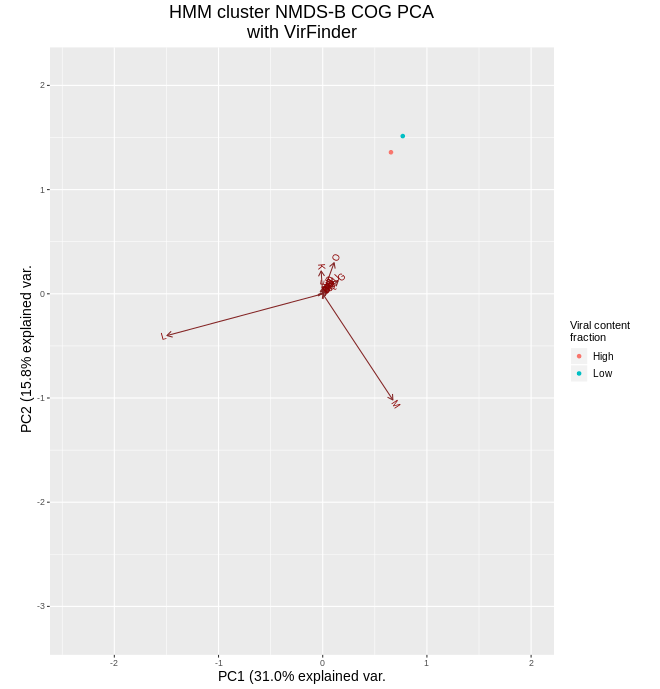 HMM cluster NMDS-B COG PCA
with VirFinder
PC2 (15.8% explained var.
2
1
0
-1
-2
-3
K
O
G
L
M
-2
-1
0
1
2
PC1 (31.0% explained var.
Viral content
fraction
High
Low